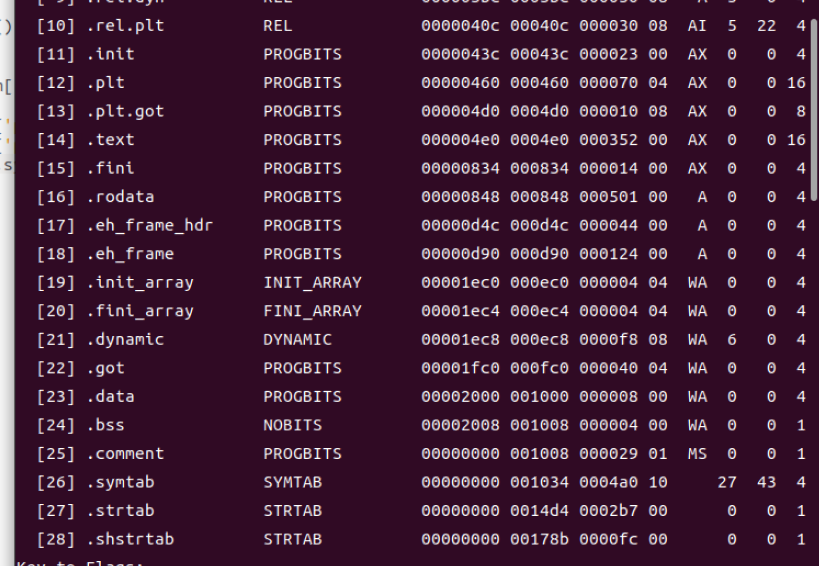 [10] .rel.plt REL 0000040c 00040c 000030 08 AI 5 22 4
[11] .init PROGBITS 0000043c 00043c 000023 00 AX 0 0 4
[12] .plt PROGBITS 00000460 000460 000070 04 AX 0 0 16
[13] .plt.got PROGBITS 000004d0 0004d0 000010 08 AX 0 0 8
[14] .text PROGBITS 000004e0 0004e0 000352 00 AX 0 0 16
[15] .fini PROGBITS 00000834 000834 000014 00 AX 0 0 4
[16] .rodata PROGBITS 00000848 000848 000501 00 A 0 0 4
[17] .eh_frame_hdr PROGBITS 00000d4c 000d4c 000044 00 A 0 0 4
[18] .eh_frame PROGBITS 00000d90 000d90 000124 00 A 0 0 4
[19] .init_array INIT_ARRAY 00001ec0 000ec0 000004 04 WA 0 0 4
[20] .fini_array FINI_ARRAY 00001ec4 000ec4 000004 04 WA 0 0 4
[21] .dynamic DYNAMIC 00001ec8 000ec8 0000f8 08 WA 6 0 4
[22] .got PROGBITS 00001fc0 000fc0 000040 04 WA 0 0 4
[23] .data PROGBITS 00002000 001000 000008 00 WA 0 0 4
[24] .bss NOBITS 00002008 001008 000004 00 WA 0 0 1
[25] .comment PROGBITS 00000000 001008 000029 01 MS 0 0 1
[26] .symtab SYMTAB 00000000 001034 0004a0 10 27 43 4
[27] .strtab STRTAB 00000000 0014d4 0002b7 00 0 0 1
[28] .shstrtab STRTAB 00000000 00178b 0000fc 00 0 0 1